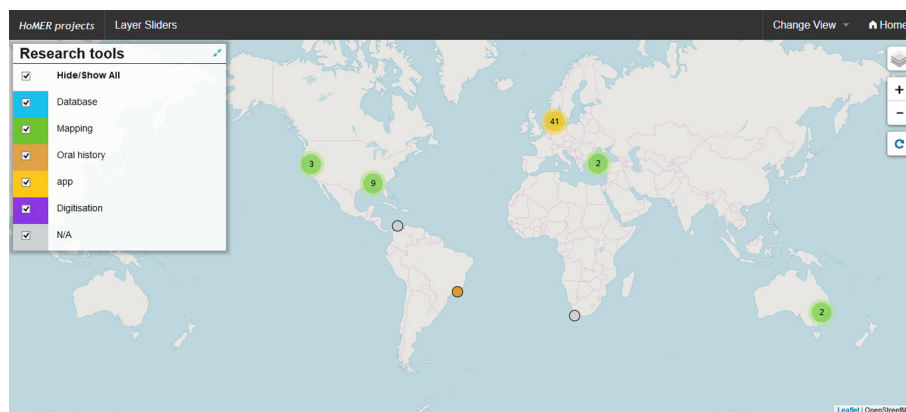 HoMER projects Layer Sliders Change View Home
Research tools
Hide/Show All
Database
Mapping
Oral history
app
Digitisation
N/A
41
3
2
9
2
+
−
Leaflet | OpenStreetM